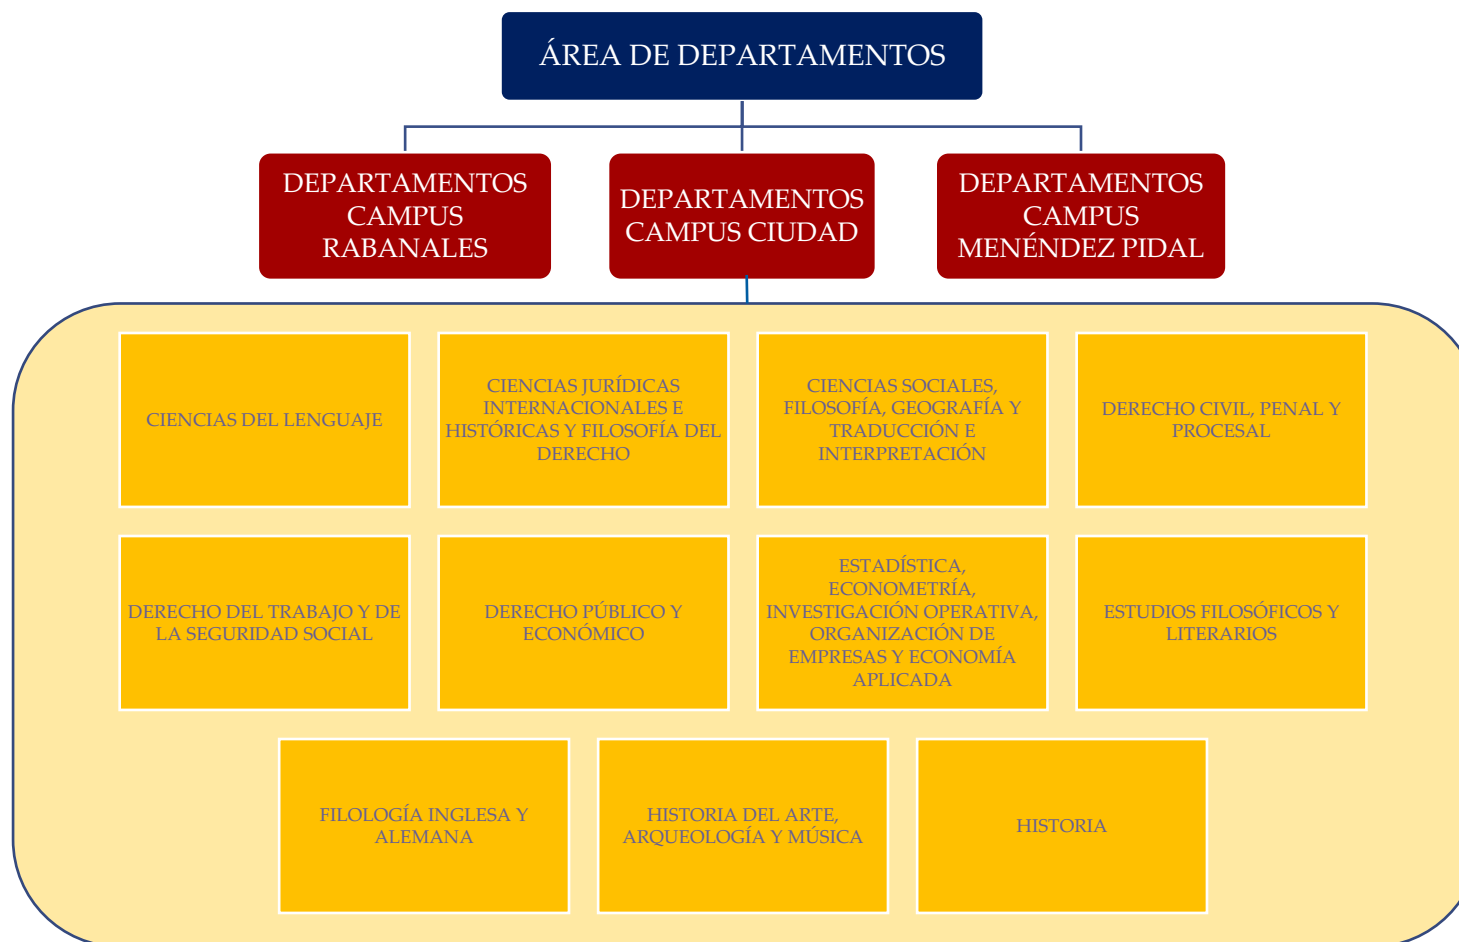 ÁREA DE DEPARTAMENTOS
DEPARTAMENTOS
CAMPUS
RABANALES
DEPARTAMENTOS
CAMPUS CIUDAD
DEPARTAMENTOS
CAMPUS
MENÉNDEZ PIDAL
CIENCIAS DEL LENGUAJE
CIENCIAS JURÍDICAS
INTERNACIONALES E
HISTÓRICAS Y FILOSOFÍA DEL
DERECHO
CIENCIAS SOCIALES,
FILOSOFÍA, GEOGRAFÍA Y
TRADUCCIÓN E
INTERPRETACIÓN
DERECHO CIVIL, PENAL Y
PROCESAL
DERECHO DEL TRABAJO Y DE
LA SEGURIDAD SOCIAL
DERECHO PÚBLICO Y
ECONÓMICO
ESTADÍSTICA,
ECONOMETRÍA,
INVESTIGACIÓN OPERATIVA,
ORGANIZACIÓN DE
EMPRESAS Y ECONOMÍA
APLICADA
ESTUDIOS FILOSÓFICOS Y
LITERARIOS
FILOLOGÍA INGLESA Y
ALEMANA
HISTORIA DEL ARTE,
ARQUEOLOGÍA Y MÚSICA
HISTORIA